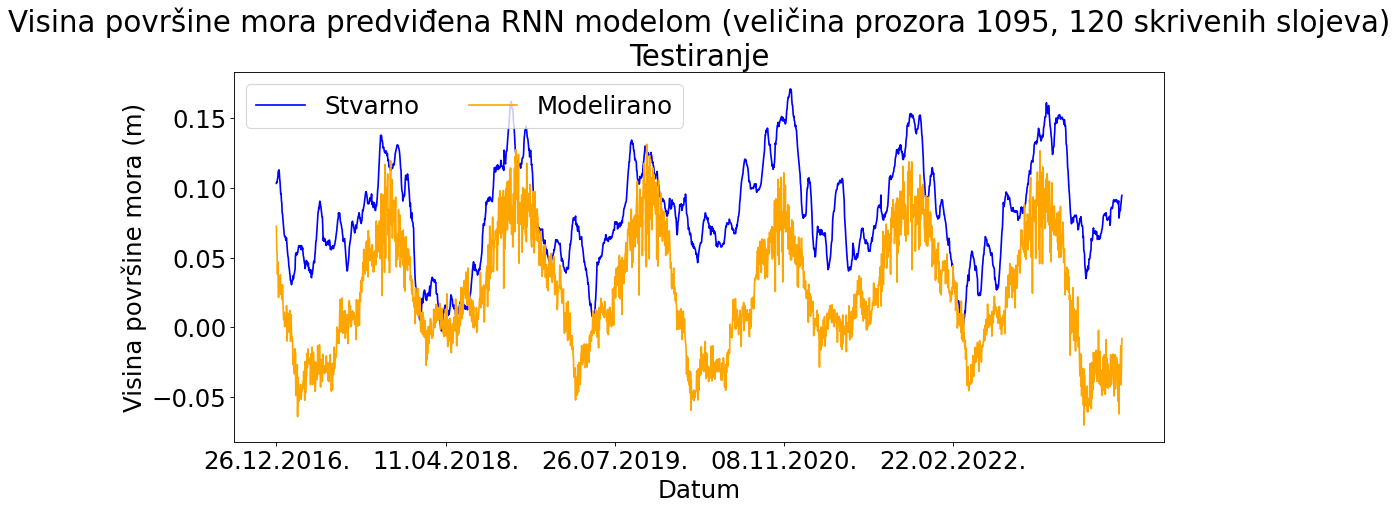 Visina površine mora predviđena RNN modelom (veličina prozora 1095, 120 skrivenih slojeva)
Testiranje
Stvarno Modelirano
Visina površine mora (m)
0.15
0.10
0.05
0.00
−0.05
26.12.2016. 11.04.2018. 26.07.2019. 08.11.2020. 22.02.2022.
Datum